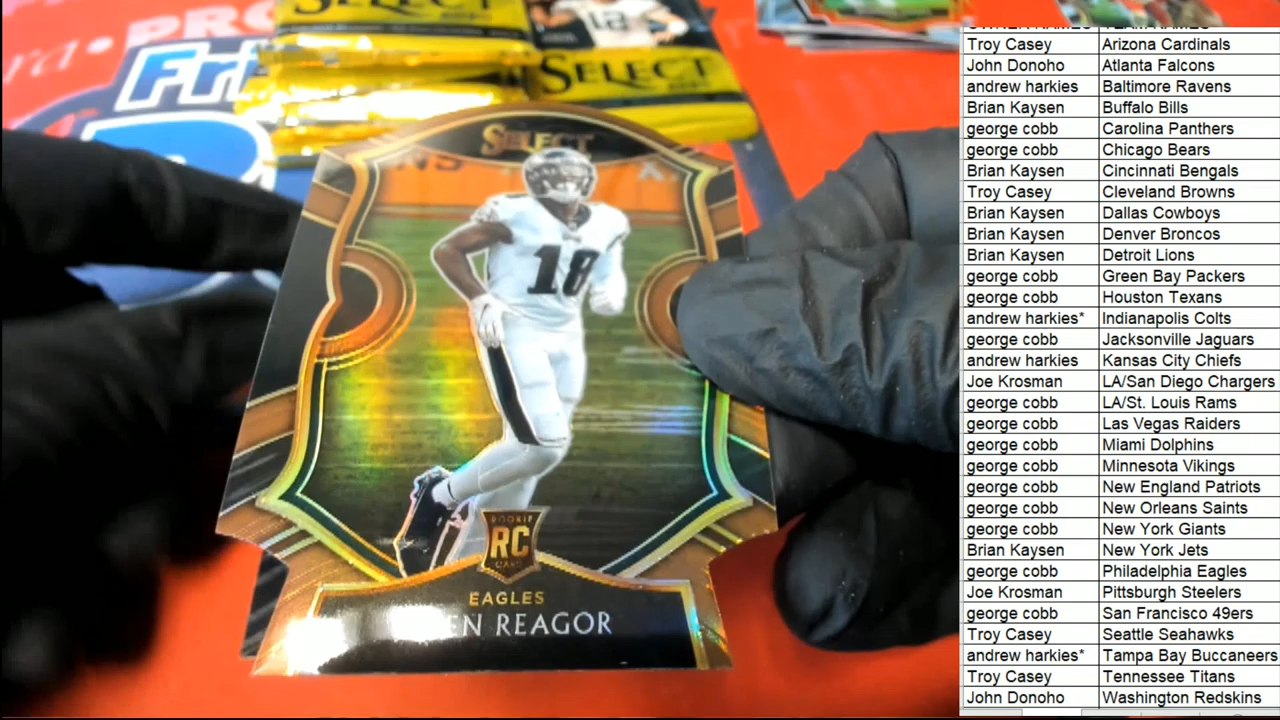 SELECT
SELECT
SELECT
18
ROOKIE
RC
CARD
EAGLES
EN REAGOR
Troy Casey Arizona Cardinals
John Donoho Atlanta Falcons
andrew harkies Baltimore Ravens
Brian Kaysen Buffalo Bills
george cobb Carolina Panthers
george cobb Chicago Bears
Brian Kaysen Cincinnati Bengals
Troy Casey Cleveland Browns
Brian Kaysen Dallas Cowboys
Brian Kaysen Denver Broncos
Brian Kaysen Detroit Lions
george cobb Green Bay Packers
george cobb Houston Texans
andrew harkies* Indianapolis Colts
george cobb Jacksonville Jaguars
andrew harkies Kansas City Chiefs
Joe Krosman LA/San Diego Chargers
george cobb LA/St. Louis Rams
george cobb Las Vegas Raiders
george cobb Miami Dolphins
george cobb Minnesota Vikings
george cobb New England Patriots
george cobb New Orleans Saints
george cobb New York Giants
Brian Kaysen New York Jets
george cobb Philadelphia Eagles
Joe Krosman Pittsburgh Steelers
george cobb San Francisco 49ers
Troy Casey Seattle Seahawks
andrew harkies* Tampa Bay Buccaneers
Troy Casey Tennessee Titans
John Donoho Washington Redskins